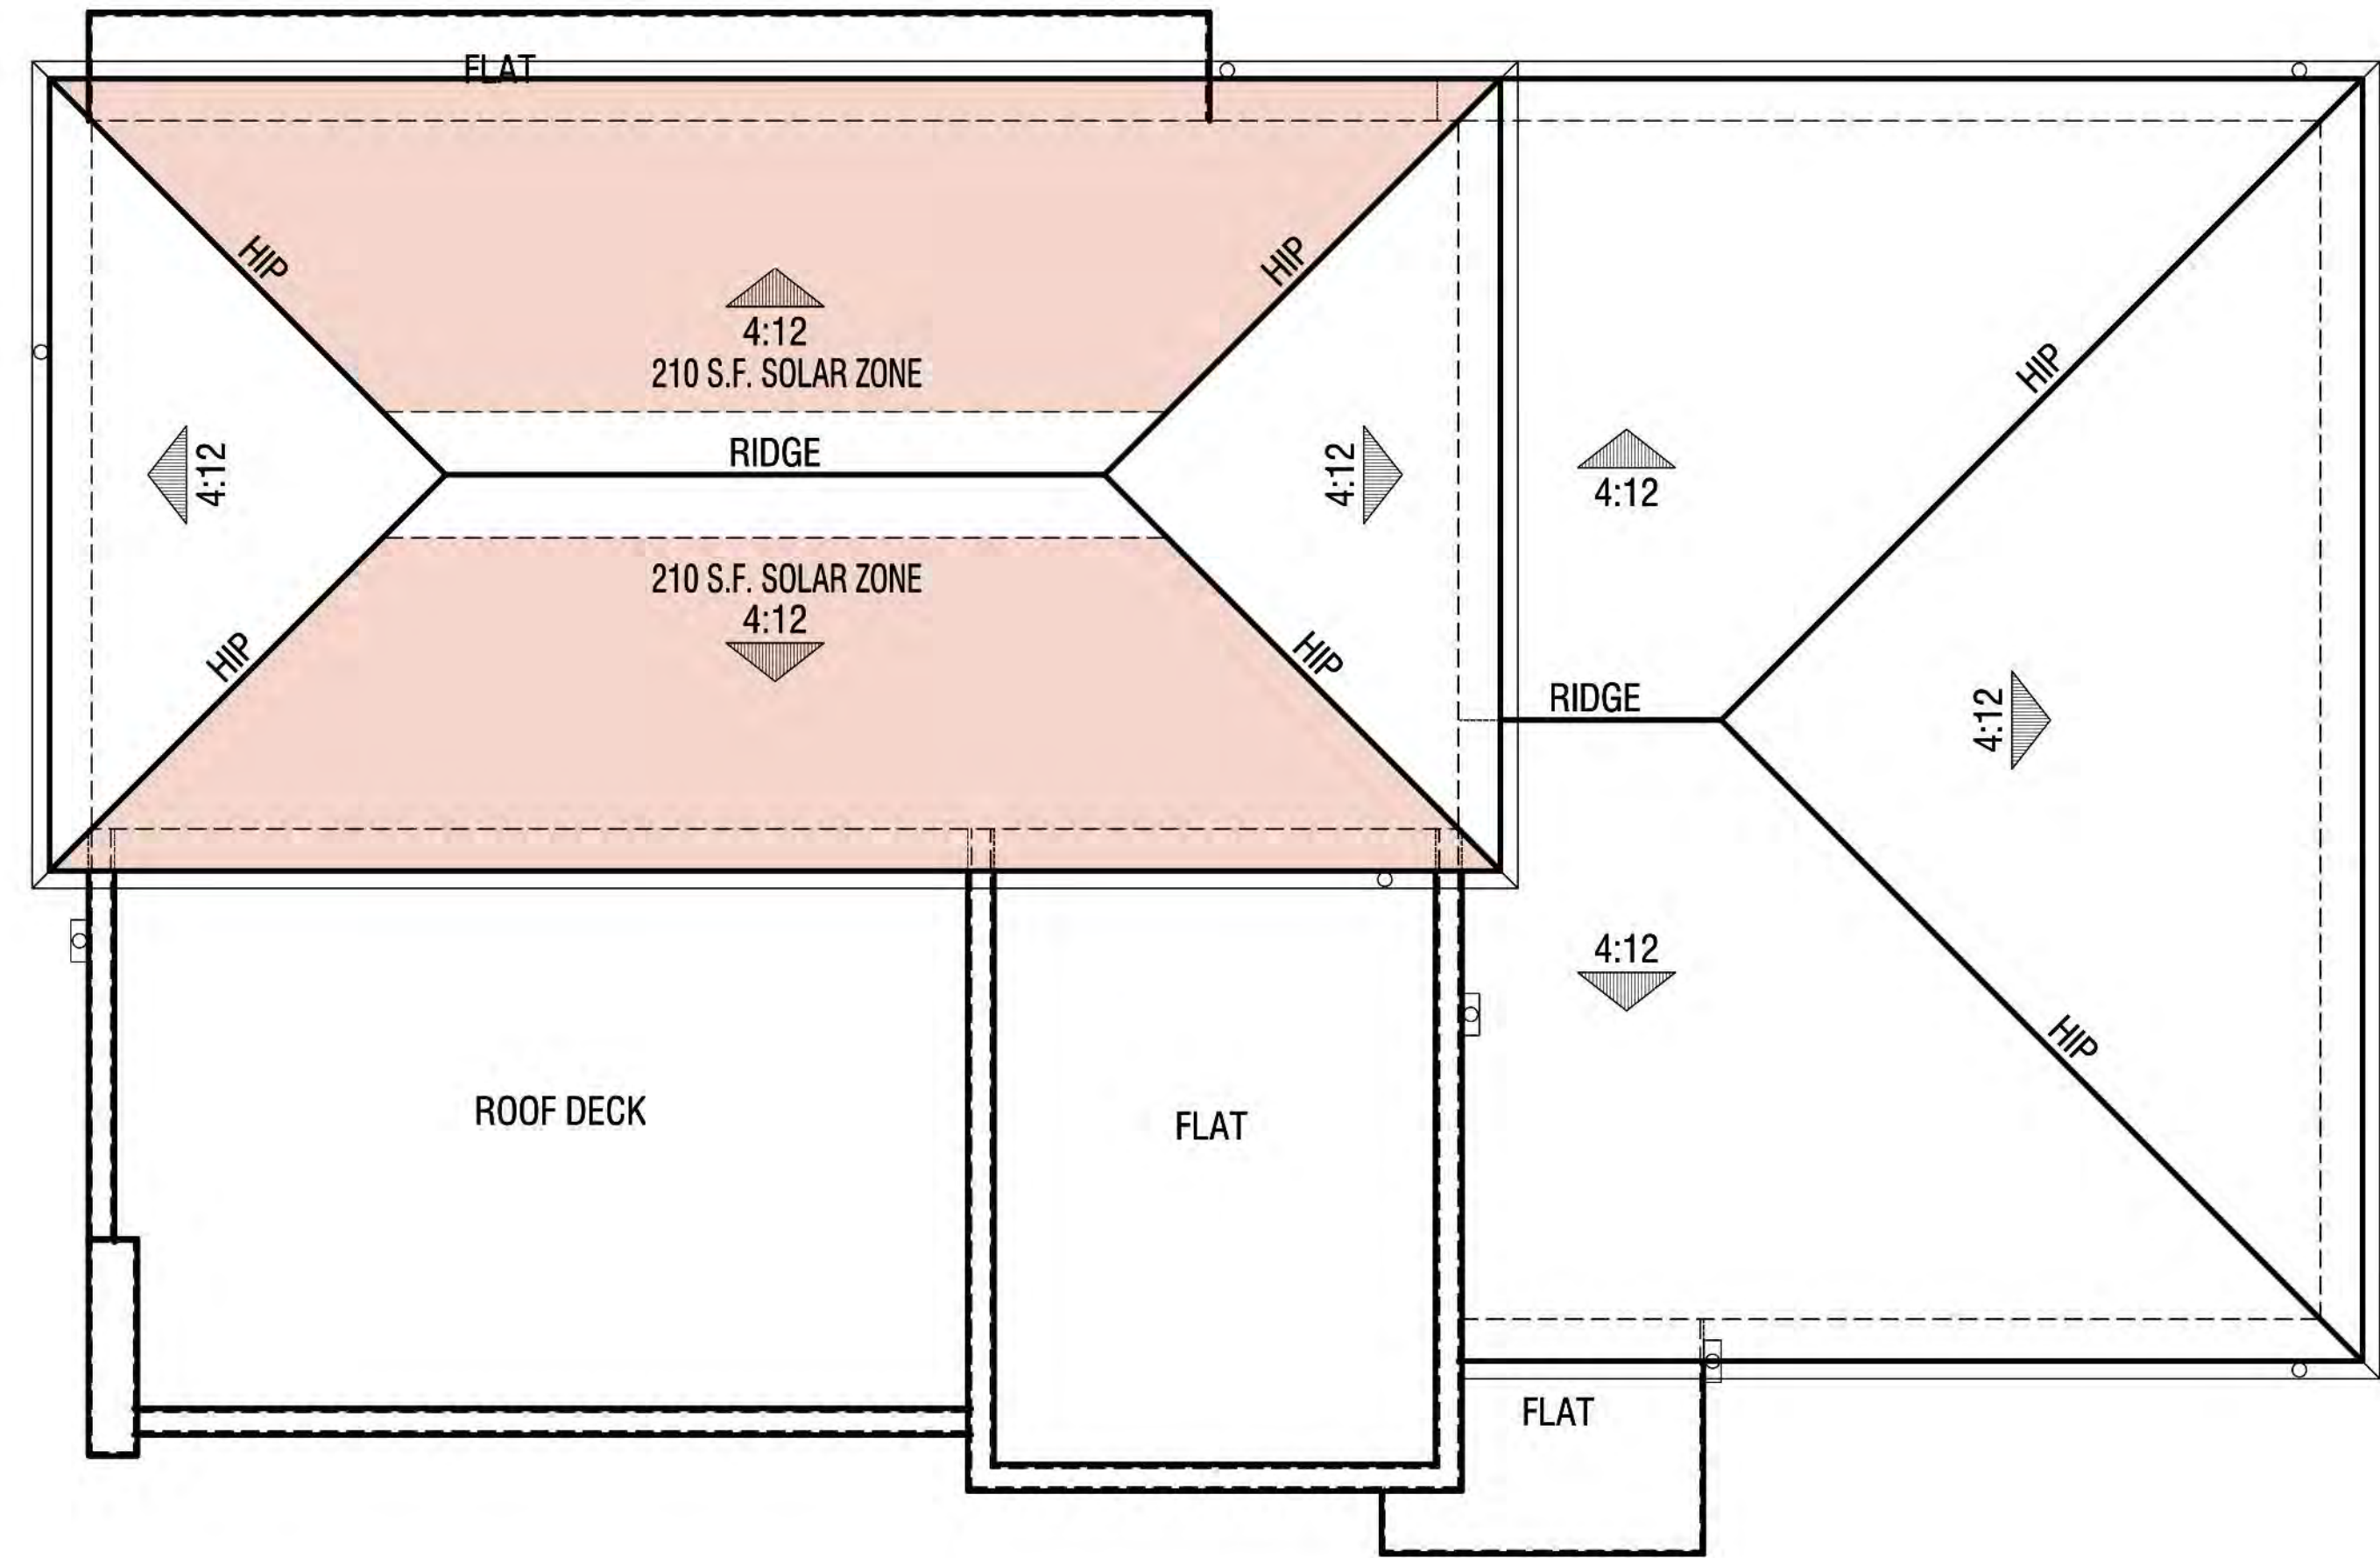 FLAT
HIP
HIP
4:12
210 S.F. SOLAR ZONE
HIP
RIDGE
4:12
4:12
4:12
210 S.F. SOLAR ZONE
4:12
HIP
HIP
RIDGE
4:12
4:12
HIP
ROOF DECK
FLAT
FLAT